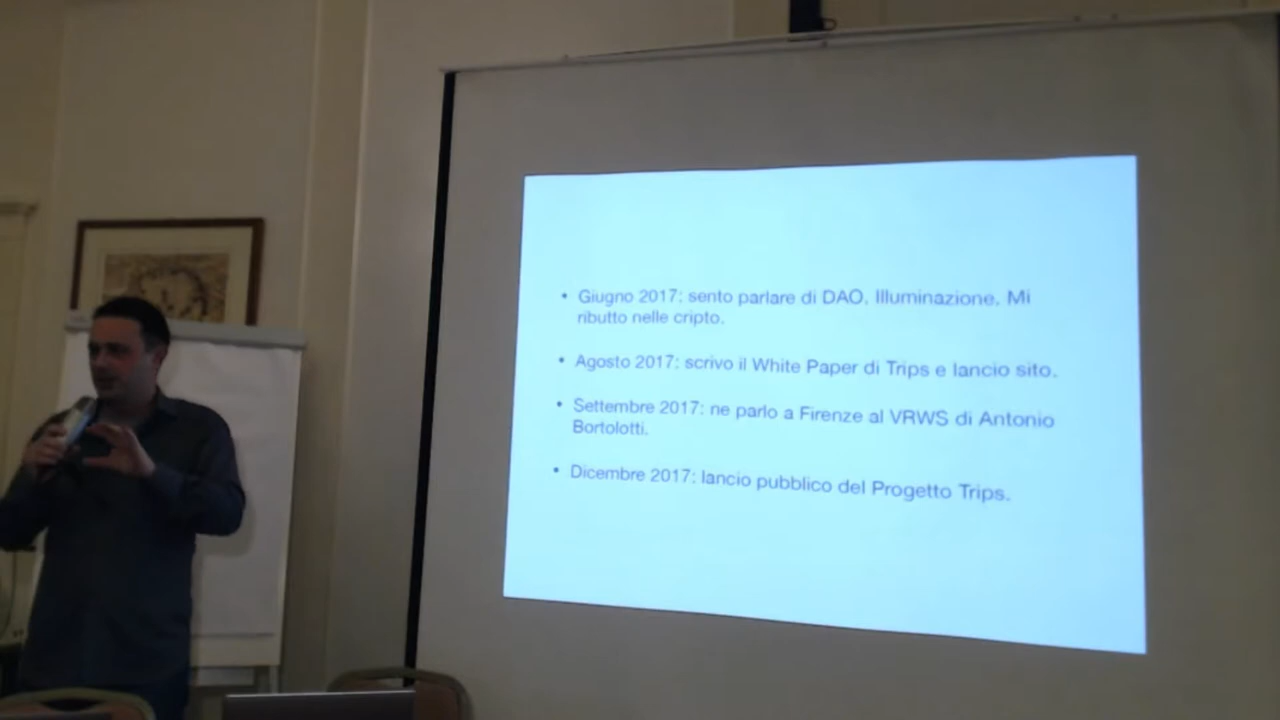 • Giugno 2017: sento parlare di DAO. Illuminazione. Mi
ributto nelle cripto.
• Agosto 2017: scrivo il White Paper di Trips e lancio sito.
• Settembre 2017: ne parlo a Firenze al VRWS di Antonio
Bortolotti.
• Dicembre 2017: lancio pubblico del Progetto Trips.